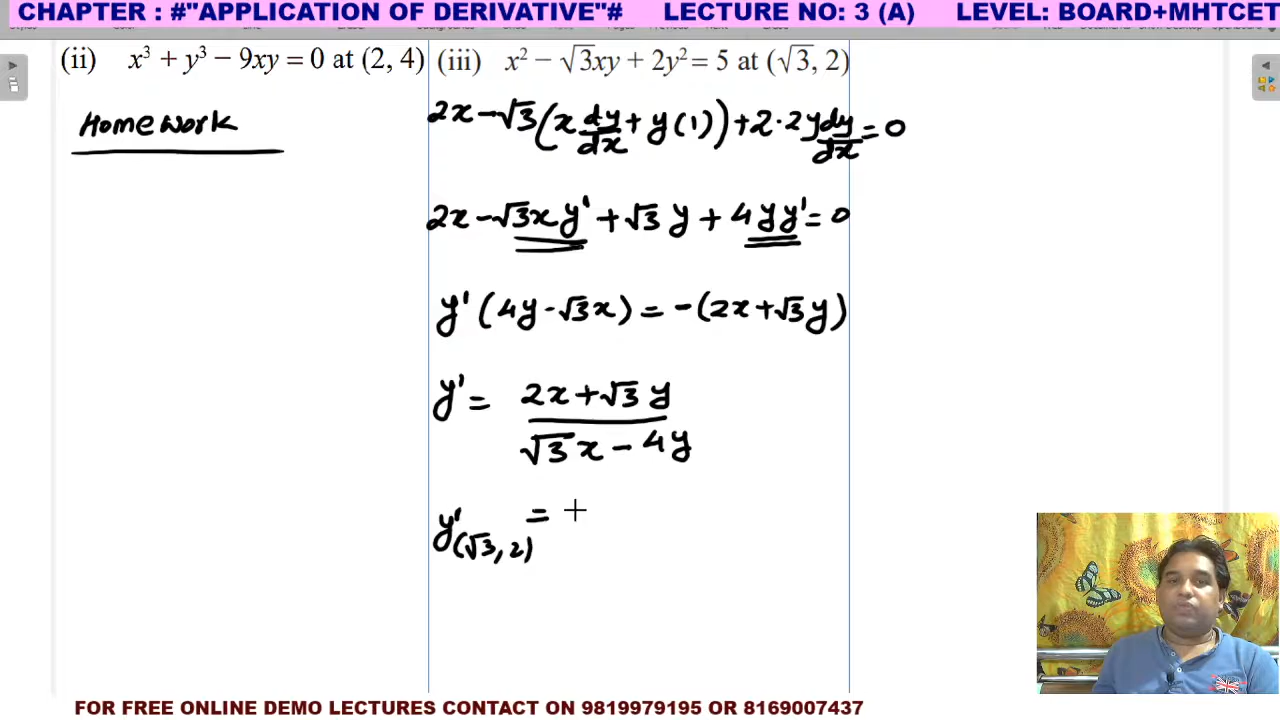 CHAPTER : #"APPLICATION OF DERIVATIVE"# LECTURE NO: 3 (A) LEVEL: BOARD+MHTCET
(ii) x³ + y³ − 9xy = 0 at (2, 4) (iii) x² − √3xy + 2y² = 5 at (√3, 2)
Homework
2x − √3(x dy/dx + y(1)) + 2·2y dy/dx = 0
2x − √3xy' + √3y + 4yy' = 0
y'(4y − √3x) = −(2x + √3y)
y' = (2x + √3y)/(√3x − 4y)
y'(√3, 2) =
FOR FREE ONLINE DEMO LECTURES CONTACT ON 9819979195 OR 8169007437